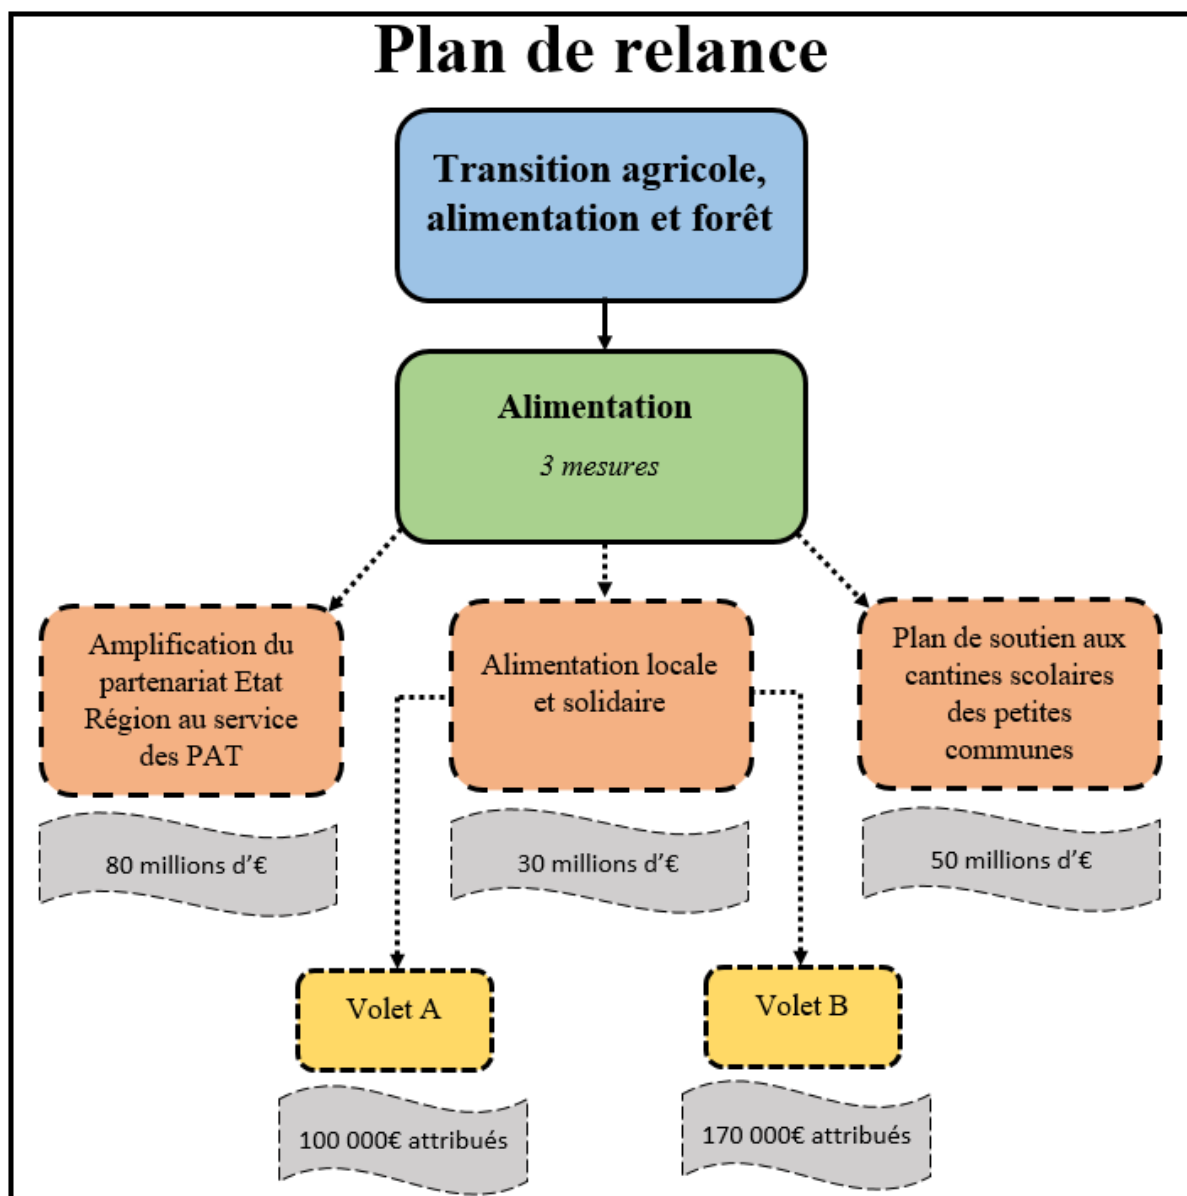 Plan de relance
Transition agricole,
alimentation et forêt
Alimentation
3 mesures
Amplification du
partenariat Etat
Région au service
des PAT
Alimentation locale
et solidaire
Plan de soutien aux
cantines scolaires
des petites
communes
80 millions d’€
30 millions d’€
50 millions d’€
Volet A
Volet B
100 000€ attribués
170 000€ attribués